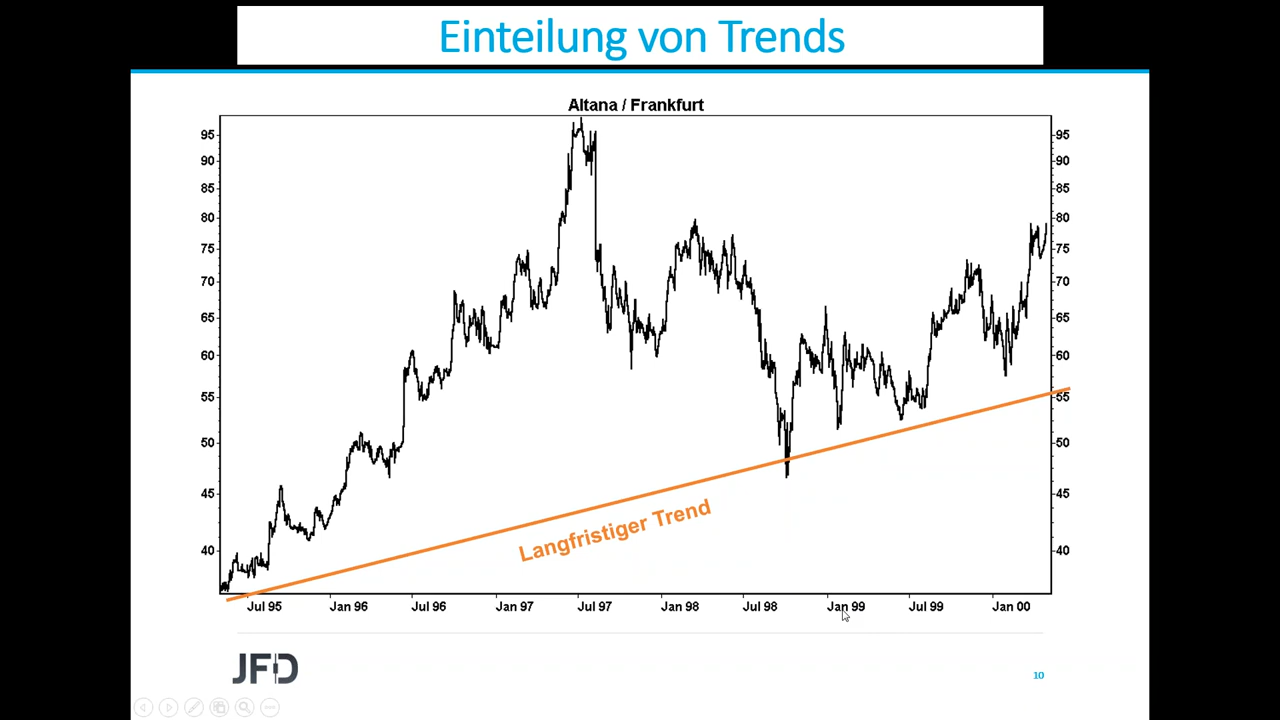 Einteilung von Trends
Altana / Frankfurt
95 95
90 90
85 85
80 80
75 75
70 70
65 65
60 60
55 55
50 50
45 45
40 40
Langfristiger Trend
Jul 95 Jan 96 Jul 96 Jan 97 Jul 97 Jan 98 Jul 98 Jan 99 Jul 99 Jan 00
JFD
10